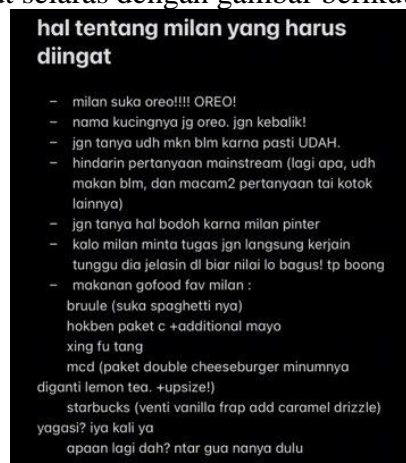 hal tentang milan yang harus
diingat
– milan suka oreo!!!! OREO!
– nama kucingnya jg oreo. jgn kebalik!
– jgn tanya udh mkn blm karna pasti UDAH.
– hindarin pertanyaan mainstream (lagi apa, udh
makan blm, dan macam2 pertanyaan tai kotok
lainnya)
– jgn tanya hal bodoh karna milan pinter
– kalo milan minta tugas jgn langsung kerjain
tunggu dia jelasin dl biar nilai lo bagus! tp boong
– makanan gofood fav milan :
bruule (suka spaghetti nya)
hokben paket c +additional mayo
xing fu tang
mcd (paket double cheeseburger minumnya
diganti lemon tea. +upsize!)
starbucks (venti vanilla frap add caramel drizzle)
yagasi? iya kali ya
apaan lagi dah? ntar gua nanya dulu